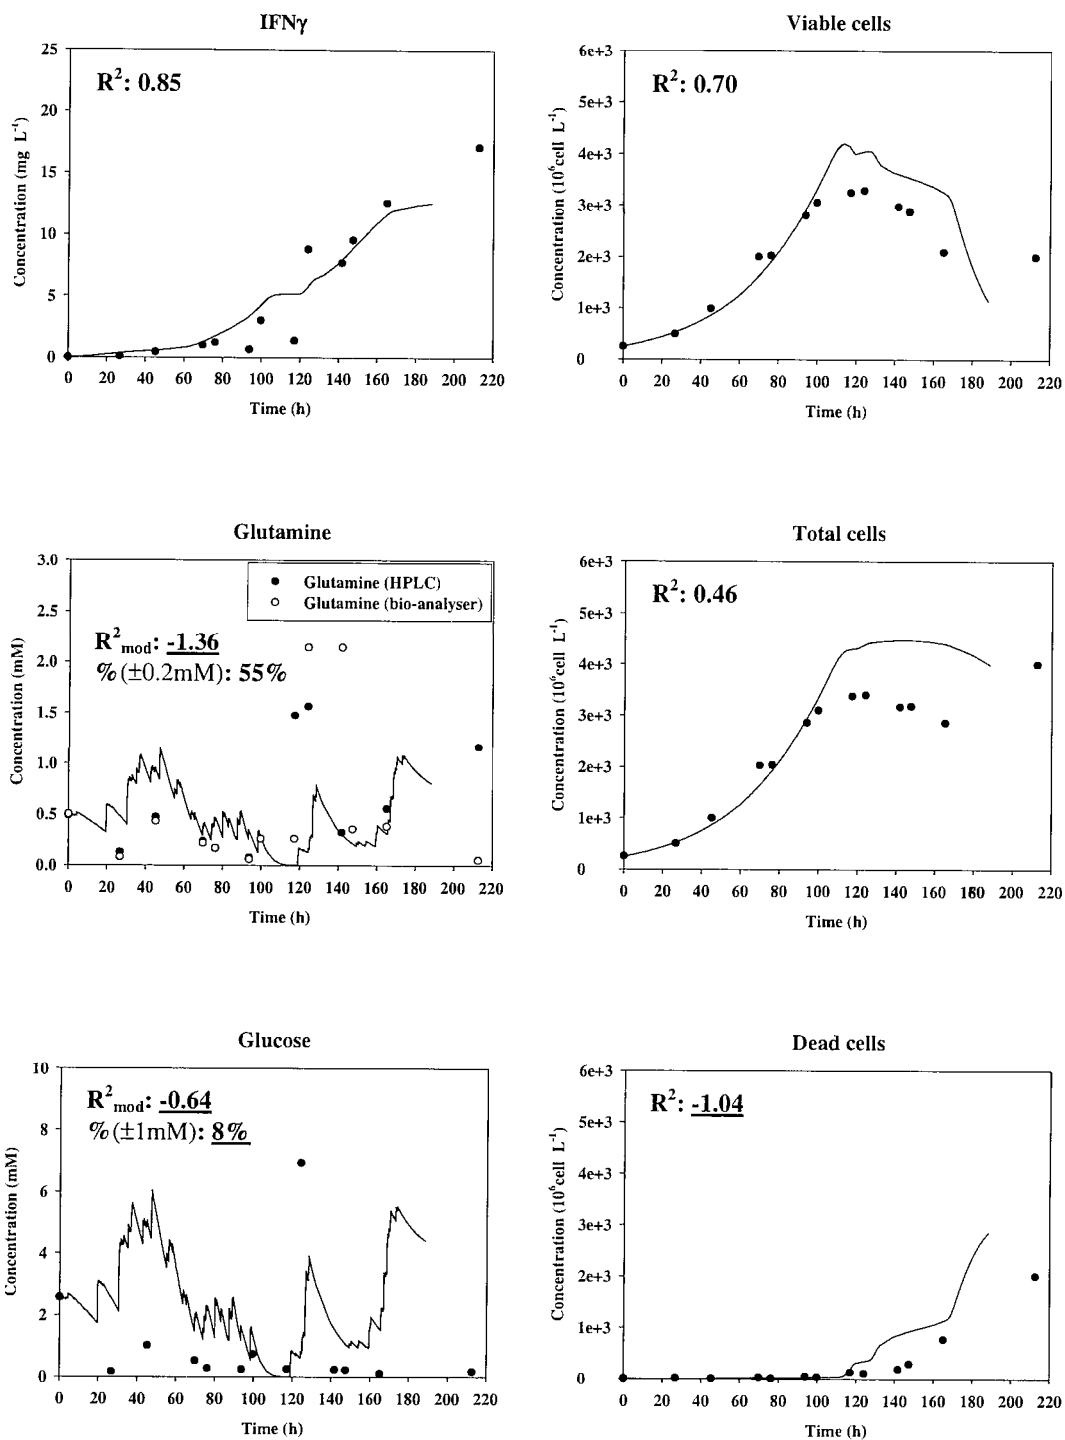 IFNγ
R²: 0.85
Concentration (mg L⁻¹)
25
20
15
10
5
0
0 20 40 60 80 100 120 140 160 180 200 220
Time (h)
Viable cells
R²: 0.70
Concentration (10⁶cell L⁻¹)
6e+3
5e+3
4e+3
3e+3
2e+3
1e+3
0
0 20 40 60 80 100 120 140 160 180 200 220
Time (h)
Glutamine
Glutamine (HPLC)
Glutamine (bio-analyser)
R²mod: -1.36
%(±0.2mM): 55%
Concentration (mM)
3.0
2.5
2.0
1.5
1.0
0.5
0.0
0 20 40 60 80 100 120 140 160 180 200 220
Time (h)
Total cells
R²: 0.46
Concentration (10⁶cell L⁻¹)
6e+3
5e+3
4e+3
3e+3
2e+3
1e+3
0
0 20 40 60 80 100 120 140 160 180 200 220
Time (h)
Glucose
R²mod: -0.64
%(±1mM): 8%
Concentration (mM)
10
8
6
4
2
0
0 20 40 60 80 100 120 140 160 180 200 220
Time (h)
Dead cells
R²: -1.04
Concentration (10⁶cell L⁻¹)
6e+3
5e+3
4e+3
3e+3
2e+3
1e+3
0
0 20 40 60 80 100 120 140 160 180 200 220
Time (h)